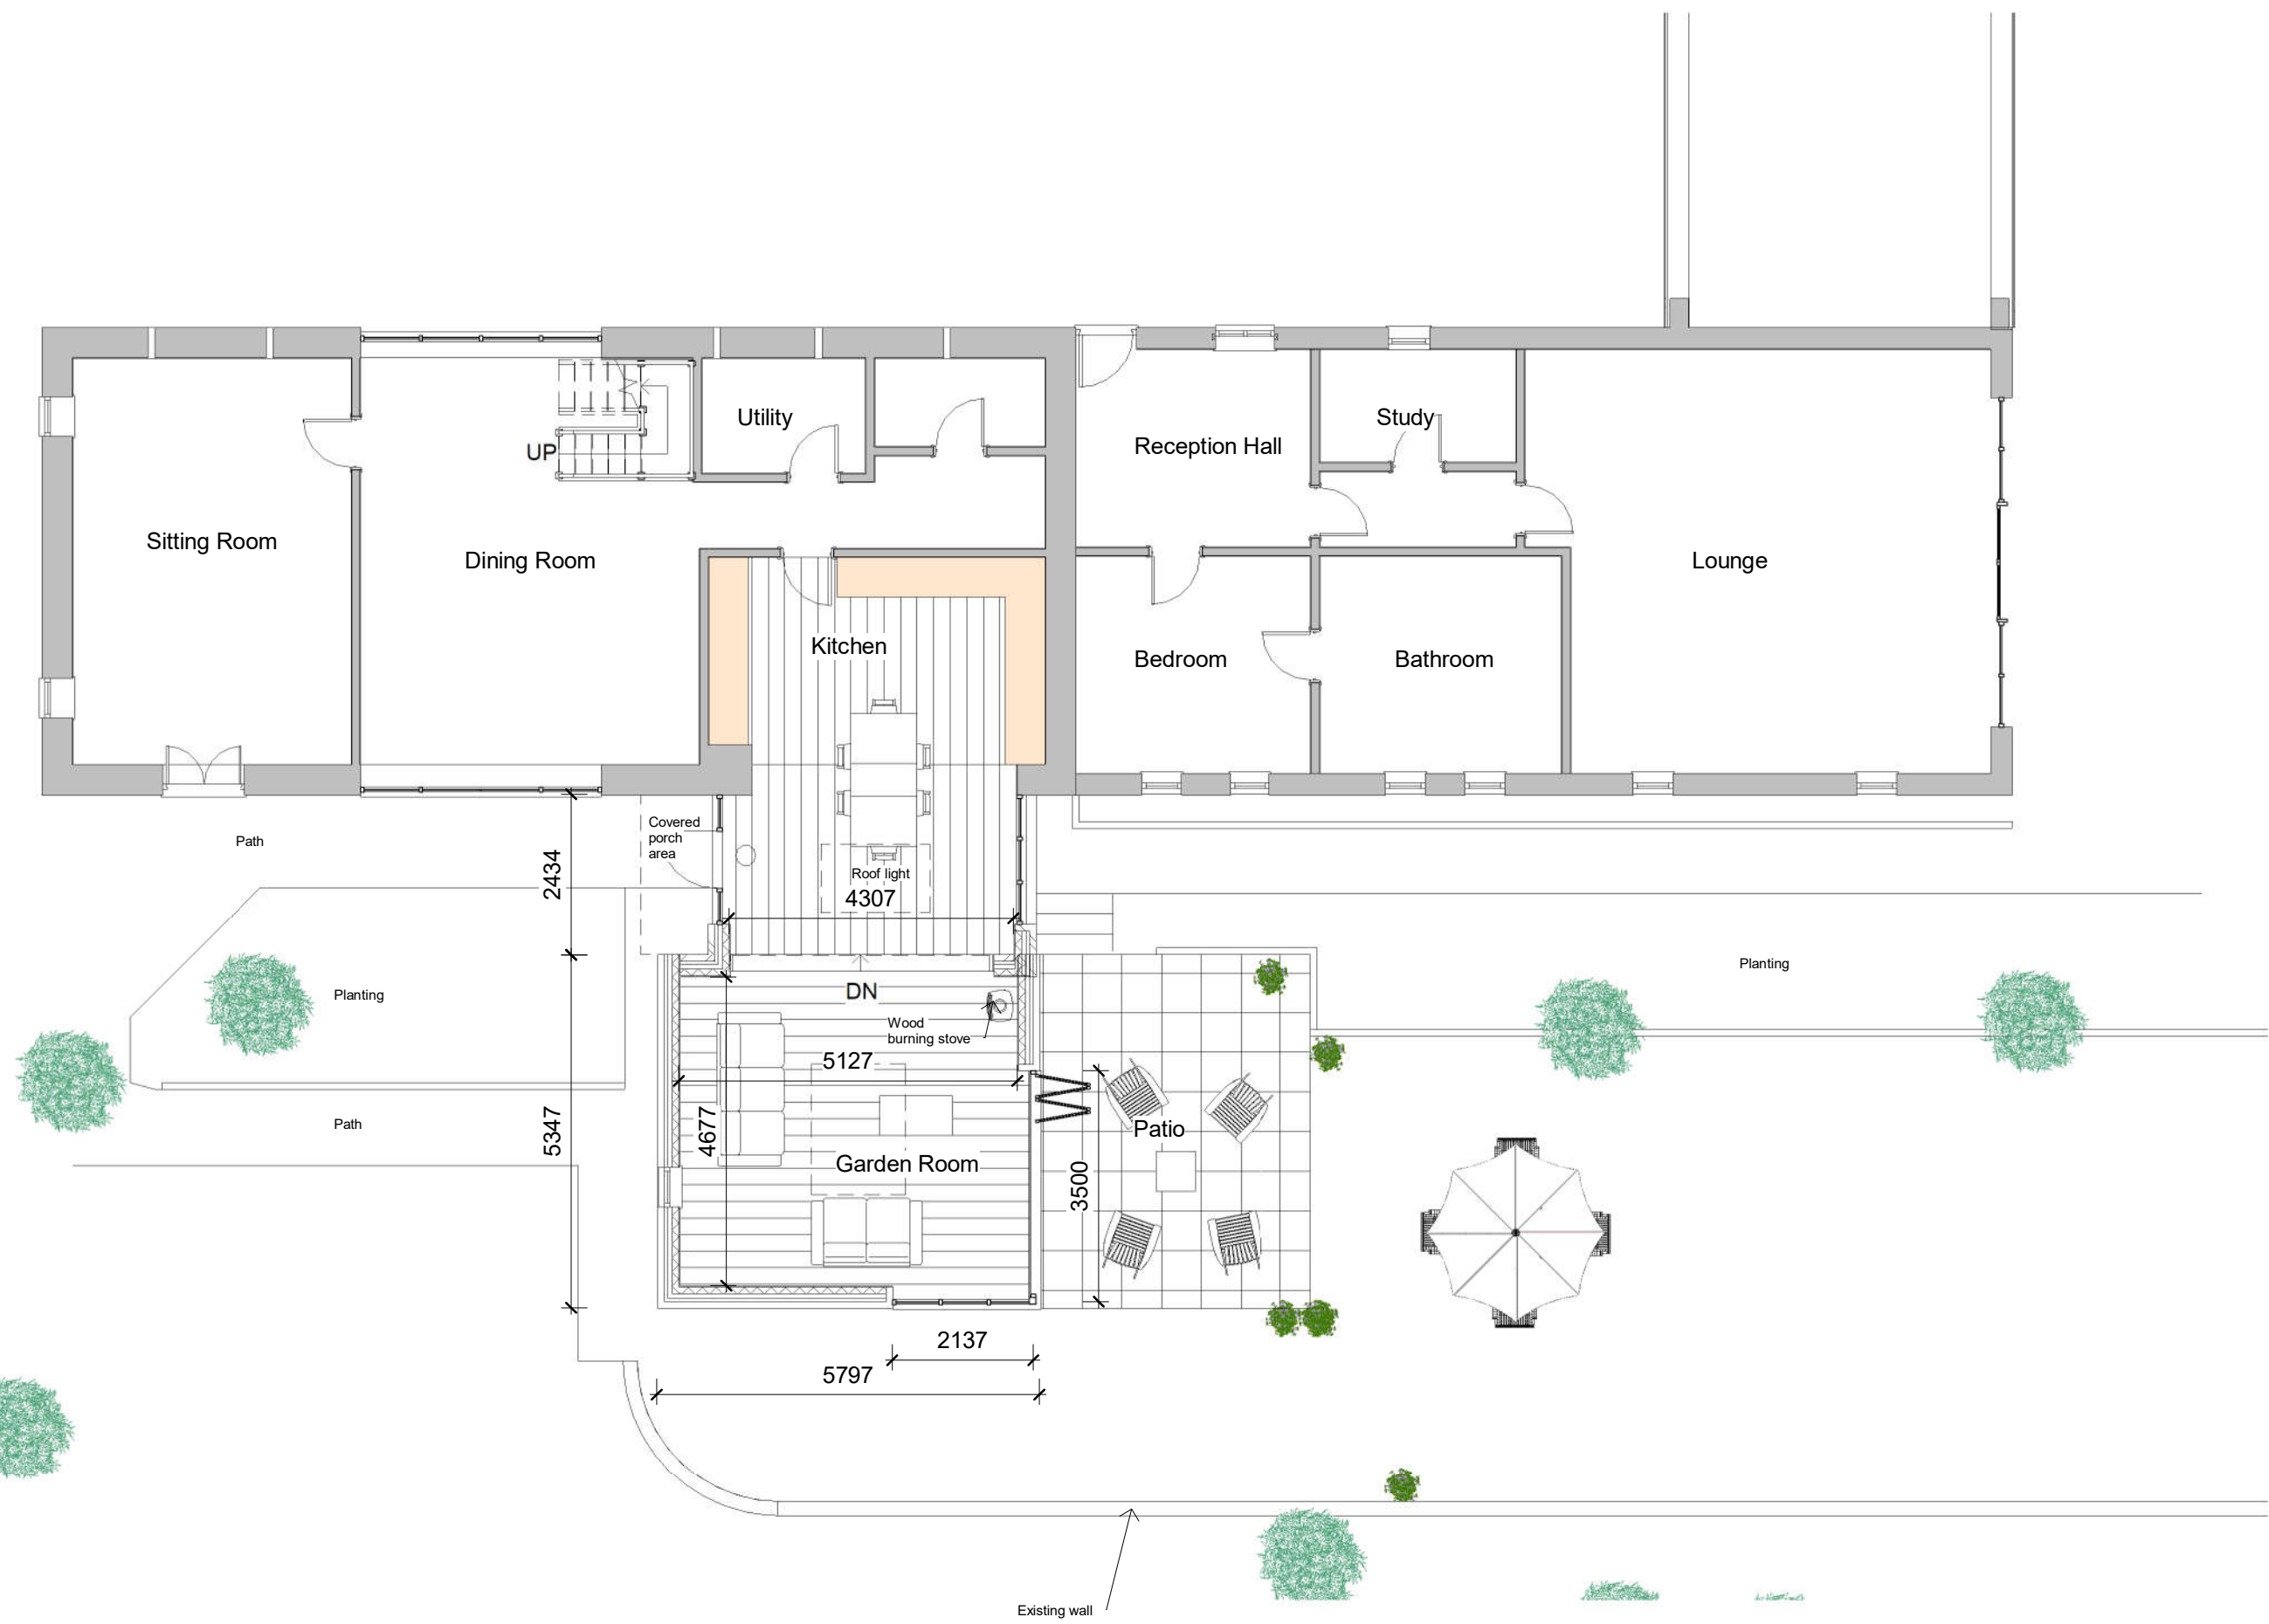 Utility
Study
Reception Hall
UP
Sitting Room
Dining Room
Lounge
Kitchen
Bedroom
Bathroom
Covered
porch
area
Path
2434
Roof light
4307
Planting
Planting
DN
Wood
burning stove
5127
Path
5347
4677
Patio
Garden Room
3500
2137
5797
Existing wall